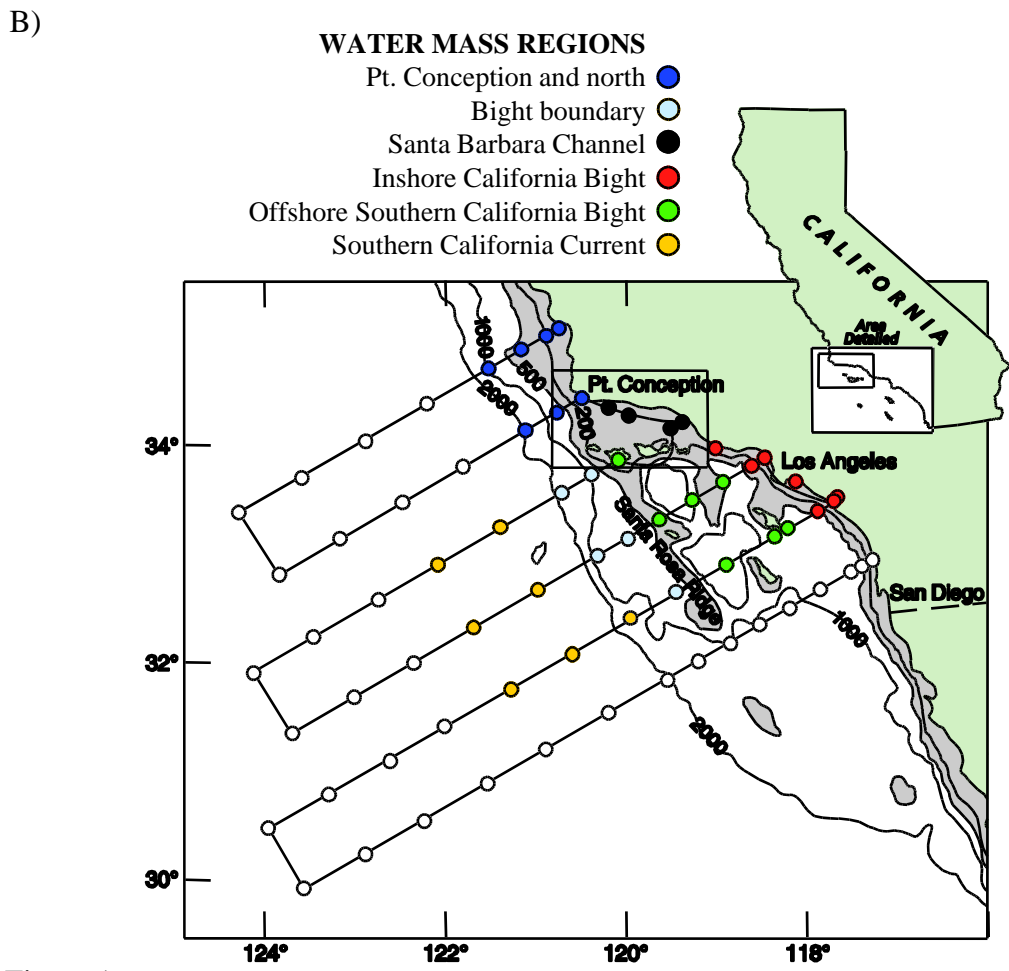 B)
WATER MASS REGIONS
Pt. Conception and north
Bight boundary
Santa Barbara Channel
Inshore California Bight
Offshore Southern California Bight
Southern California Current
CALIFORNIA
Area
Detailed
1000
500
2000
200
Pt. Conception
34°
Los Angeles
Santa Rosa Ridge
San Diego
1000
32°
2000
30°
124°
122°
120°
118°